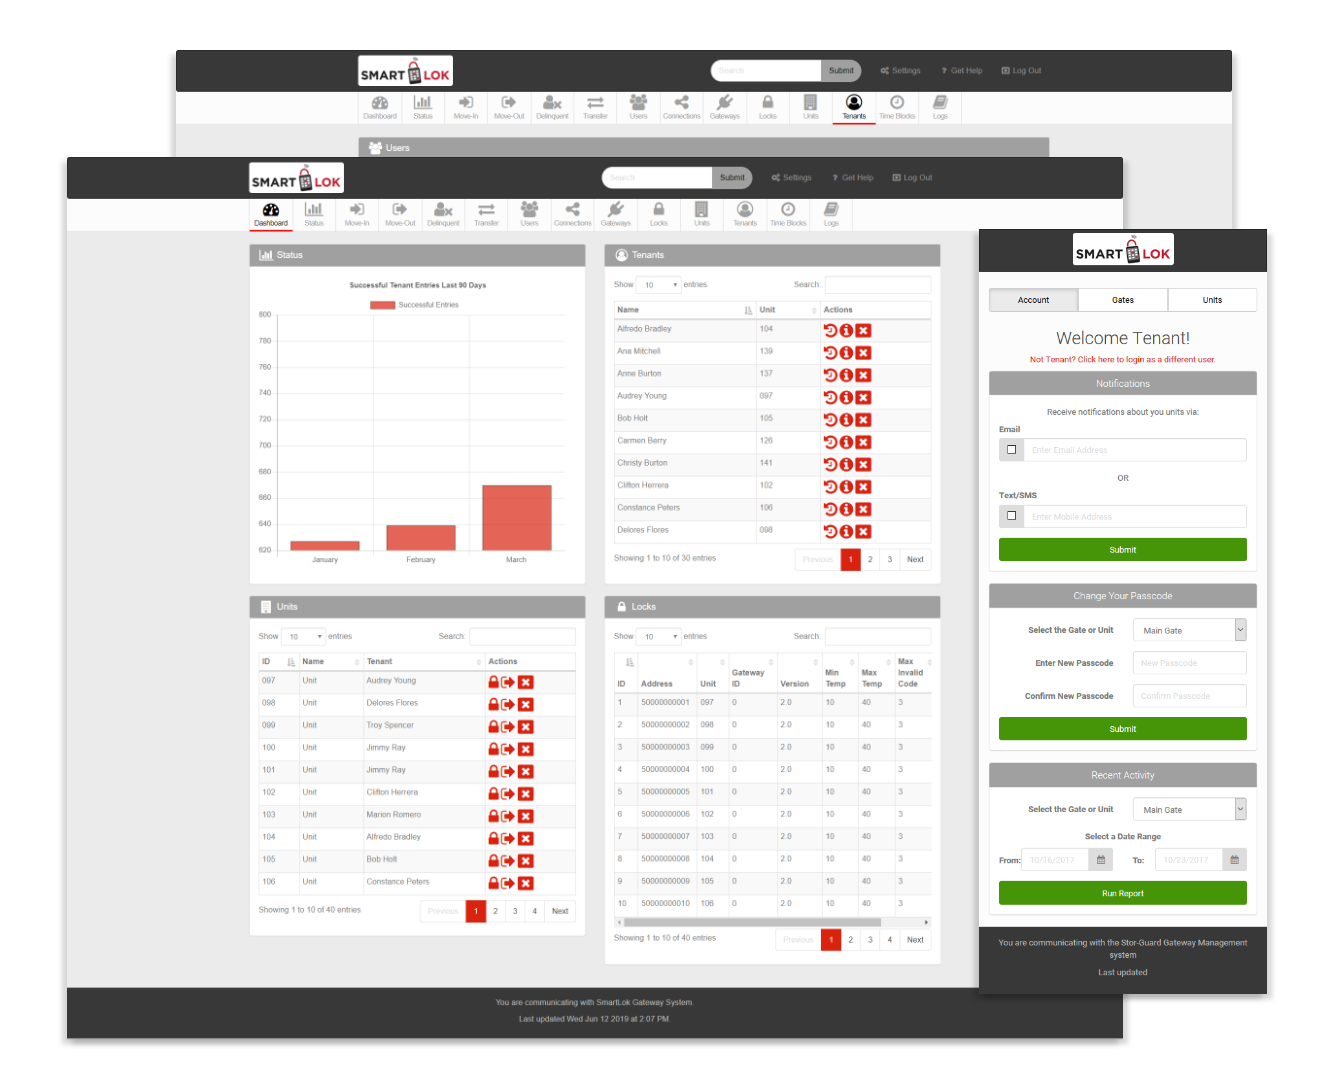 SMART LOK
Search Submit Settings ? Get Help Log Out
Dashboard Status Move-In Move-Out Delinquent Transfer Users Connections Gateways Locks Units Tenants Time Blocks Logs
Users
SMART LOK
Search Submit Settings ? Get Help Log Out
Dashboard Status Move-In Move-Out Delinquent Transfer Users Connections Gateways Locks Units Tenants Time Blocks Logs
Status
Successful Tenant Entries Last 90 Days
Successful Entries
800
780
760
740
720
700
680
660
640
620
January February March
Tenants
Show 10 entries Search:
Name Unit Actions
Alfredo Bradley 104
Ana Mitchell 139
Anne Burton 137
Audrey Young 097
Bob Holt 105
Carmen Berry 126
Christy Burton 141
Clifton Herrera 102
Constance Peters 106
Delores Flores 098
Showing 1 to 10 of 30 entries Previous 1 2 3 Next
Units
Show 10 entries Search:
ID Name Tenant Actions
097 Unit Audrey Young
098 Unit Delores Flores
099 Unit Troy Spencer
100 Unit Jimmy Ray
101 Unit Jimmy Ray
102 Unit Clifton Herrera
103 Unit Marion Romero
104 Unit Alfredo Bradley
105 Unit Bob Holt
106 Unit Constance Peters
Showing 1 to 10 of 40 entries Previous 1 2 3 4 Next
Locks
Show 10 entries Search:
ID Address Unit Gateway ID Version Min Temp Max Temp Max Invalid Code
1 50000000001 097 0 2.0 10 40 3
2 50000000002 098 0 2.0 10 40 3
3 50000000003 099 0 2.0 10 40 3
4 50000000004 100 0 2.0 10 40 3
5 50000000005 101 0 2.0 10 40 3
6 50000000006 102 0 2.0 10 40 3
7 50000000007 103 0 2.0 10 40 3
8 50000000008 104 0 2.0 10 40 3
9 50000000009 105 0 2.0 10 40 3
10 50000000010 106 0 2.0 10 40 3
Showing 1 to 10 of 40 entries Previous 1 2 3 4 Next
You are communicating with SmartLok Gateway System.
Last updated Wed Jun 12 2019 at 2:07 PM.
SMART LOK
Account Gates Units
Welcome Tenant!
Not Tenant? Click here to login as a different user.
Notifications
Receive notifications about you units via:
Email
Enter Email Address
OR
Text/SMS
Enter Mobile Address
Submit
Change Your Passcode
Select the Gate or Unit Main Gate
Enter New Passcode New Passcode
Confirm New Passcode Confirm Passcode
Submit
Recent Activity
Select the Gate or Unit Main Gate
Select a Date Range
From: 10/16/2017 To: 10/23/2017
Run Report
You are communicating with the Stor-Guard Gateway Management
system
Last updated